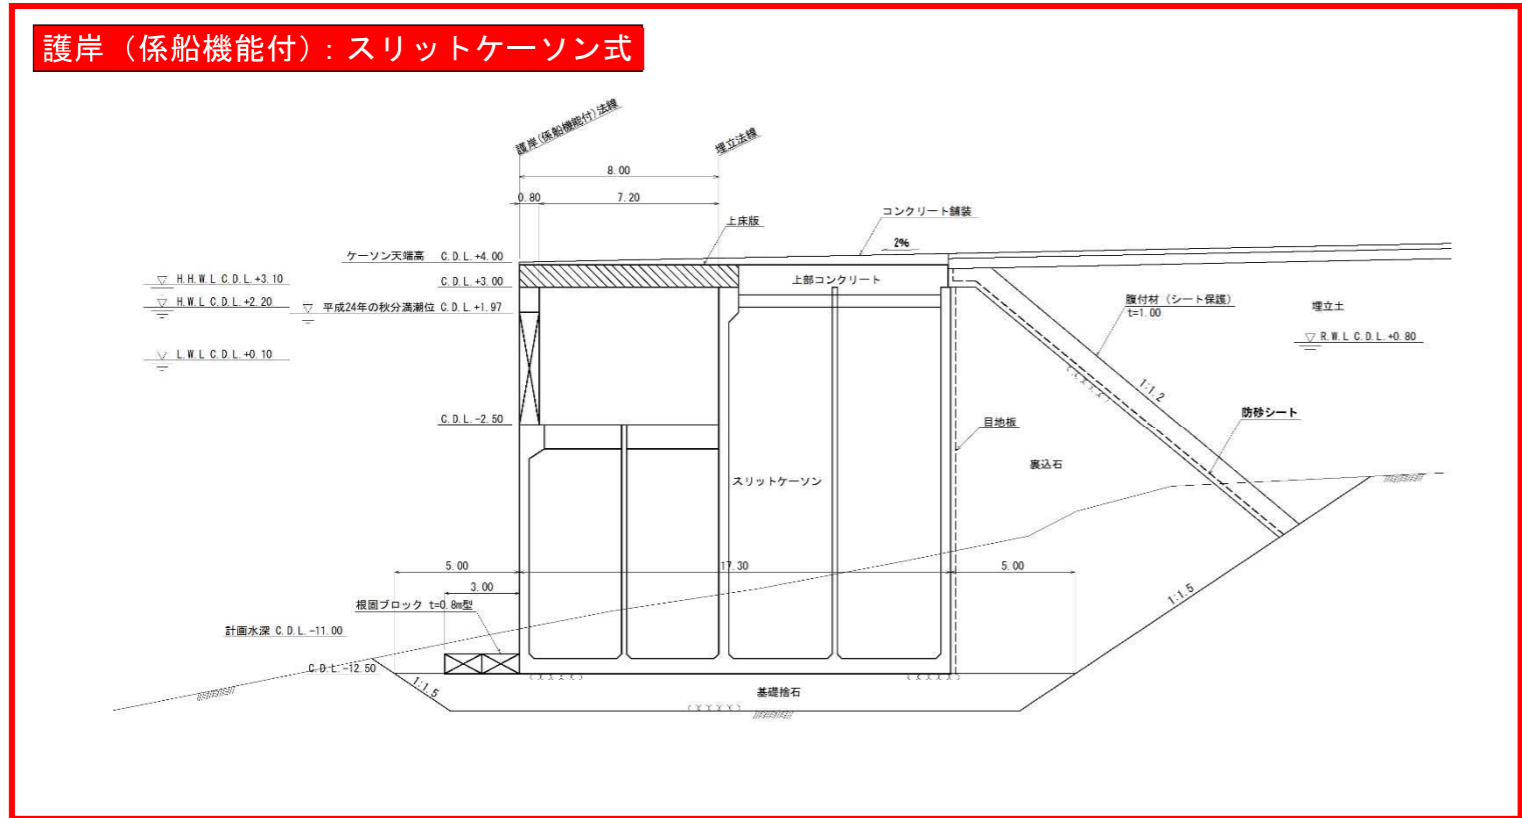 護岸（係船機能付）：スリットケーソン式
護岸(係船機能付)法線
埋立法線
8.00
0.80
7.20
上床版
コンクリート舗装
2%
ケーソン天端高 C.D.L.+4.00
上部コンクリート
H.H.W.L C.D.L.+3.10
C.D.L.+3.00
H.W.L C.D.L.+2.20
平成24年の秋分満潮位 C.D.L.+1.97
腹付材（シート保護）
t=1.00
埋立土
R.W.L C.D.L.+0.80
L.W.L C.D.L.+0.10
1:1.2
C.D.L.-2.50
防砂シート
目地板
裏込石
スリットケーソン
5.00
17.30
5.00
3.00
1:1.5
根固ブロック t=0.8m型
計画水深 C.D.L.-11.00
C.D.L.-12.50
1:1.5
基礎捨石